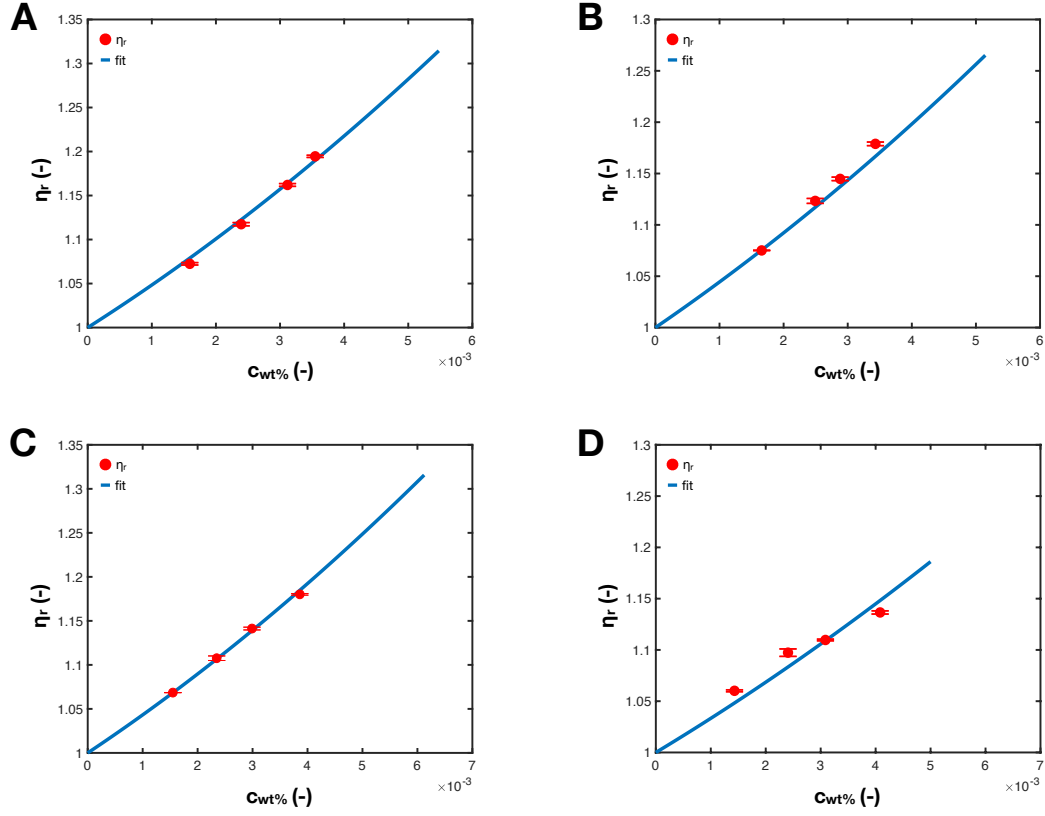 A
1.35
1.3
1.25
1.2
1.15
1.1
1.05
1
ηr (-)
ηr
fit
0 1 2 3 4 5 6
×10-3
cwt% (-)
B
1.3
1.25
1.2
1.15
1.1
1.05
1
ηr (-)
ηr
fit
0 1 2 3 4 5 6
×10-3
cwt% (-)
C
1.35
1.3
1.25
1.2
1.15
1.1
1.05
1
ηr (-)
ηr
fit
0 1 2 3 4 5 6 7
×10-3
cwt% (-)
D
1.3
1.25
1.2
1.15
1.1
1.05
1
ηr (-)
ηr
fit
0 1 2 3 4 5 6 7
×10-3
cwt% (-)